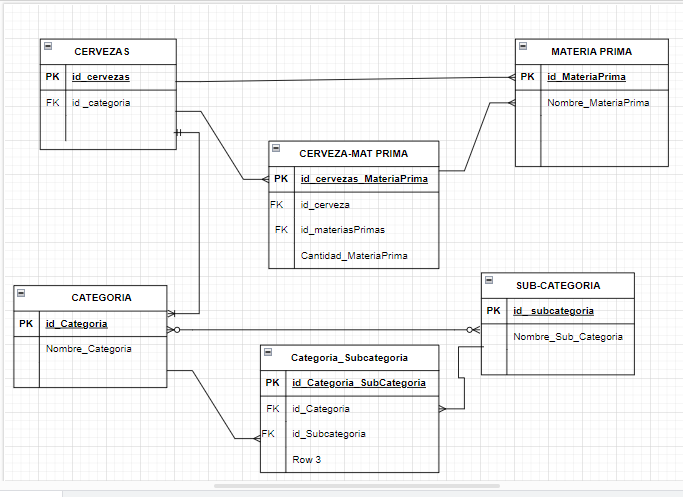 CERVEZAS
PK id_cervezas
FK id _categoria
MATERIA PRIMA
PK id_MateriaPrima
Nombre_MateriaPrima
CERVEZA-MAT PRIMA
PK id_cervezas_MateriaPrima
FK id_cerveza
FK id_materiasPrimas
Cantidad_MateriaPrima
CATEGORIA
PK id_Categoria
Nombre_Categoria
SUB-CATEGORIA
PK id_ subcategoria
Nombre_Sub_Categoria
Categoria_Subcategoria
PK id_Categoria_SubCategoria
FK id_Categoria
FK id_Subcategoria
Row 3